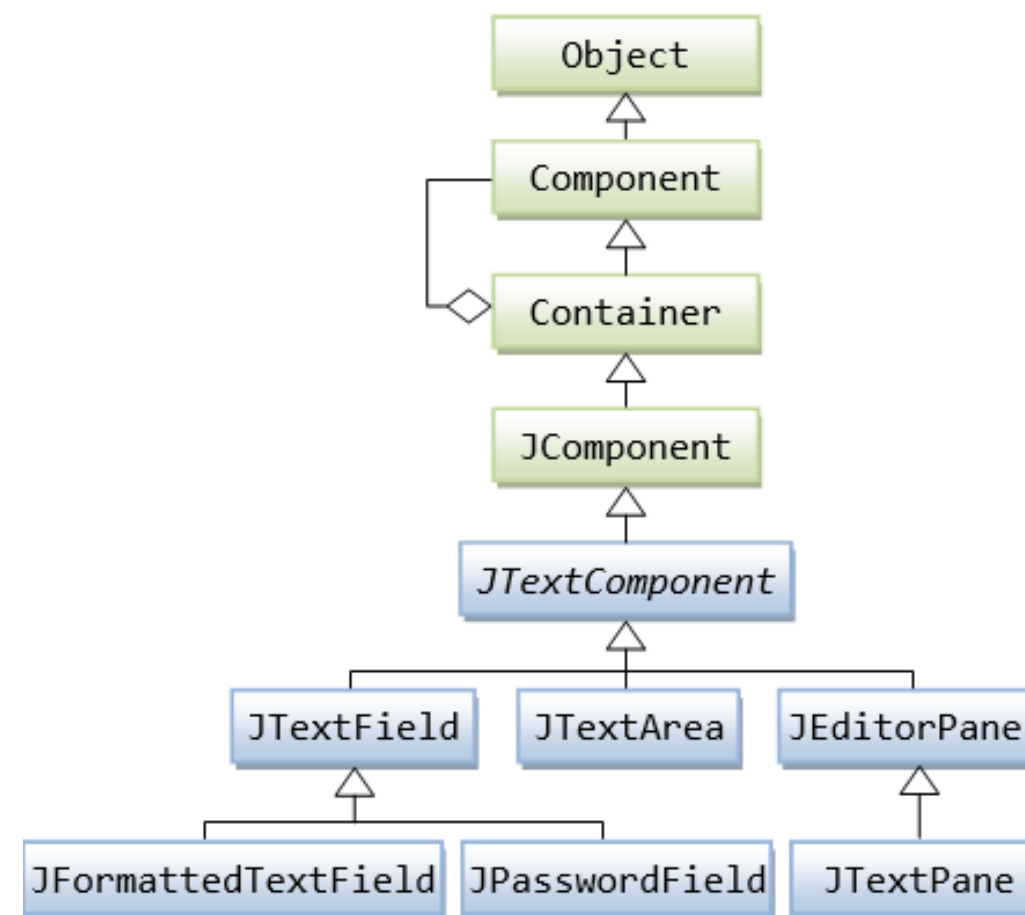 Object
Component
Container
JComponent
JTextComponent
JTextField
JTextArea
JEditorPane
JFormattedTextField
JPasswordField
JTextPane